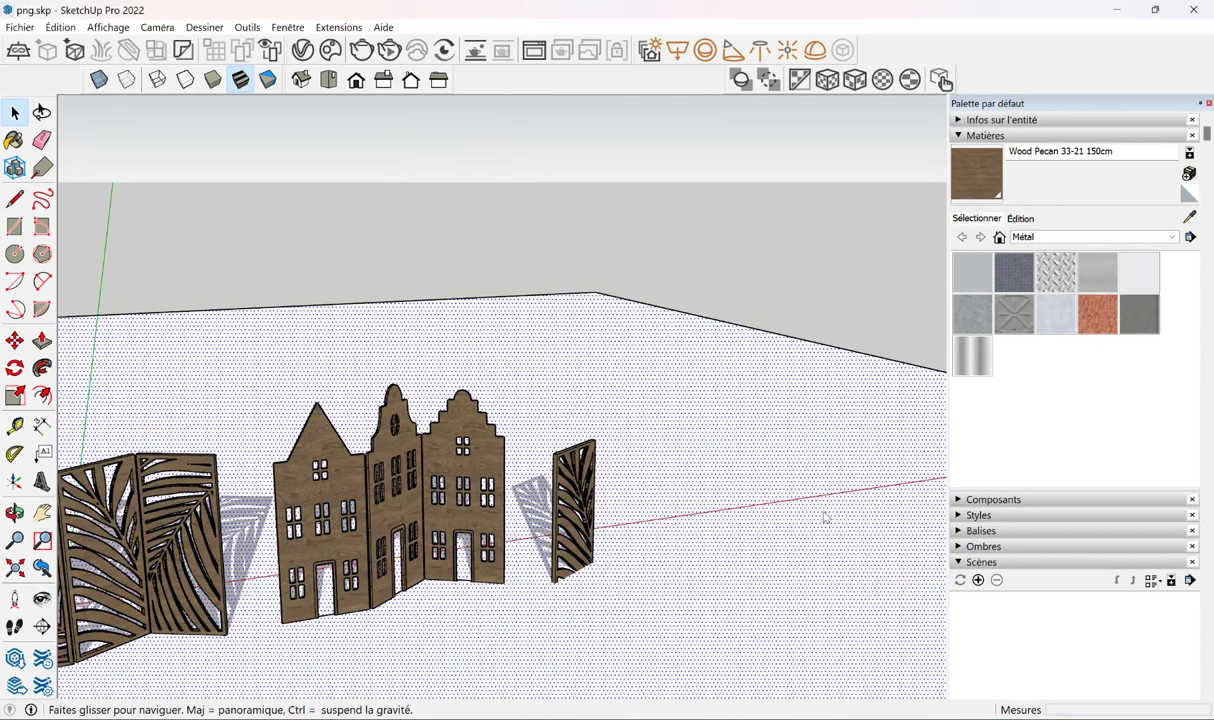 png.skp - SketchUp Pro 2022
Fichier Édition Affichage Caméra Dessiner Outils Fenêtre Extensions Aide
Palette par défaut
Infos sur l'entité
Matières
Wood Pecan 33-21 150cm
Sélectionner Édition
Métal
A1
Composants
Styles
Balises
Ombres
Scènes
Faites glisser pour naviguer. Maj = panoramique, Ctrl = suspend la gravité.
Mesures